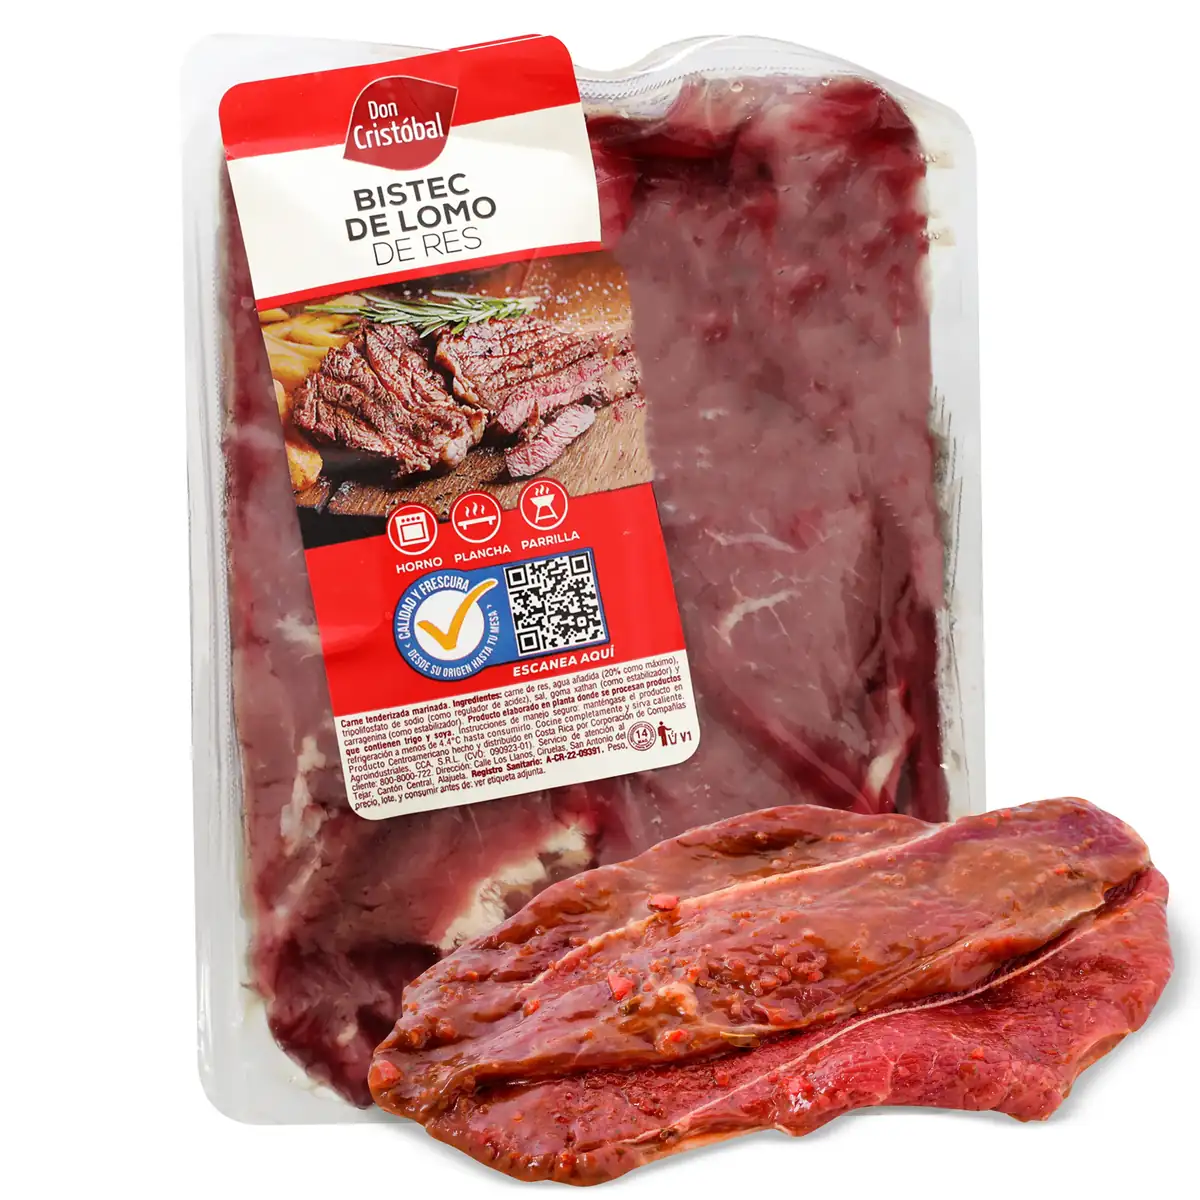 Don
Cristóbal
BISTEC
DE LOMO
DE RES
HORNO PLANCHA PARRILLA
CALIDAD Y FRESCURA
DESDE SU ORIGEN HASTA TU MESA
ESCANEA AQUÍ
Carne tenderizada marinada. Ingredientes: carne de res, agua añadida (20% como máximo),
tripolifosfato de sodio (como regulador de acidez), sal, goma xathan (como estabilizador) y
carragenina (como estabilizador). Producto elaborado en planta donde se procesan productos
que contienen trigo y soya. Instrucciones de manejo seguro: manténgase el producto en
refrigeración a menos de 4.4°C hasta consumirlo. Cocine completamente y sirva caliente.
Producto Centroamericano hecho y distribuido en Costa Rica por Corporación de Compañías
Agroindustriales, CCA, S.R.L. (CVO: 090923-01). Servicio de atención al
cliente: 800-8000-722. Dirección: Calle Los Llanos, Ciruelas, San Antonio del
Tejar, Cantón Central, Alajuela. Registro Sanitario: A-CR-22-09391. Peso,
precio, lote, y consumir antes de: ver etiqueta adjunta.
14
V1